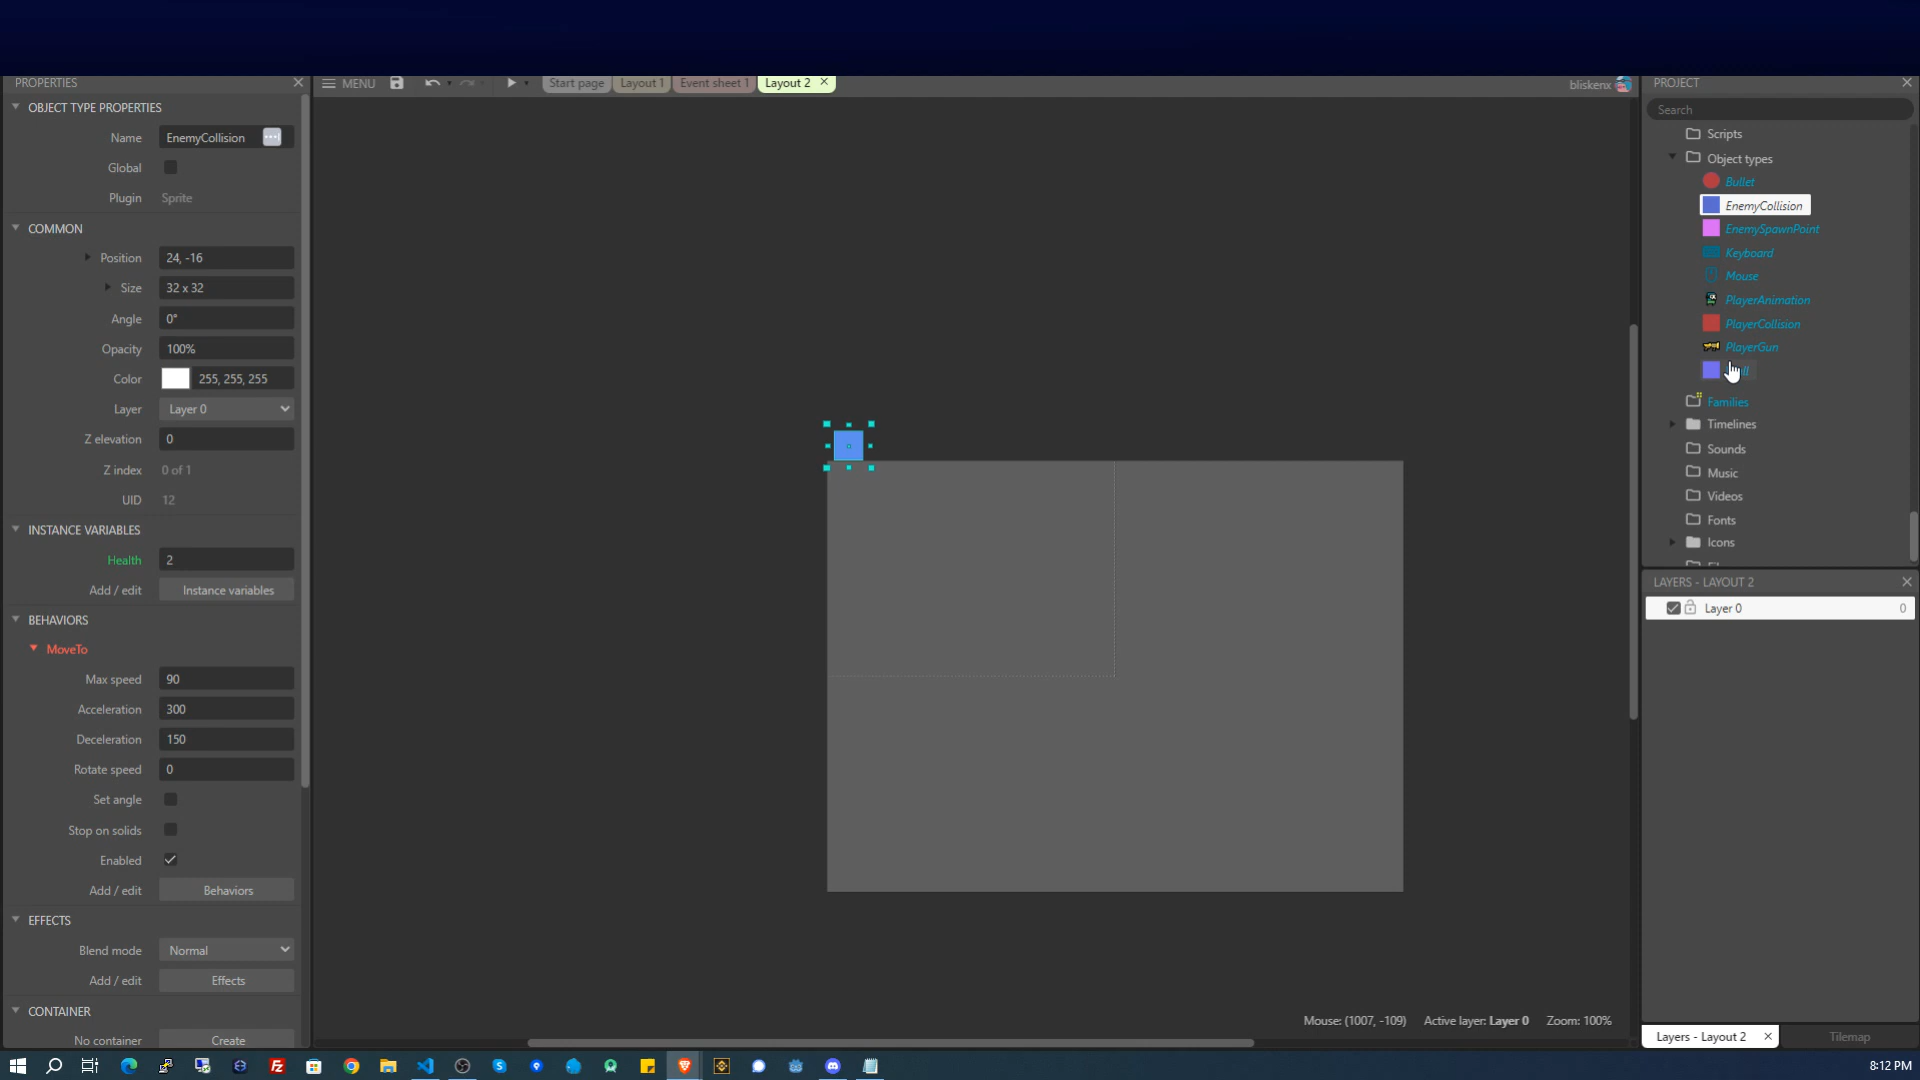 PROPERTIES
MENU
Start page
Layout 1
Event sheet 1
Layout 2
bliskenx
PROJECT
OBJECT TYPE PROPERTIES
Name EnemyCollision
Global
Plugin Sprite
COMMON
Position 24, -16
Size 32 x 32
Angle 0°
Opacity 100%
Color 255, 255, 255
Layer Layer 0
Z elevation 0
Z index 0 of 1
UID 12
INSTANCE VARIABLES
Health 2
Add / edit Instance variables
BEHAVIORS
MoveTo
Max speed 90
Acceleration 300
Deceleration 150
Rotate speed 0
Set angle
Stop on solids
Enabled
Add / edit Behaviors
EFFECTS
Blend mode Normal
Add / edit Effects
CONTAINER
No container Create
Mouse: (1007, -109) Active layer: Layer 0 Zoom: 100%
Search
Scripts
Object types
Bullet
EnemyCollision
EnemySpawnPoint
Keyboard
Mouse
PlayerAnimation
PlayerCollision
PlayerGun
Families
Timelines
Sounds
Music
Videos
Fonts
Icons
LAYERS - LAYOUT 2
Layer 0 0
Layers - Layout 2
Tilemap
8:12 PM